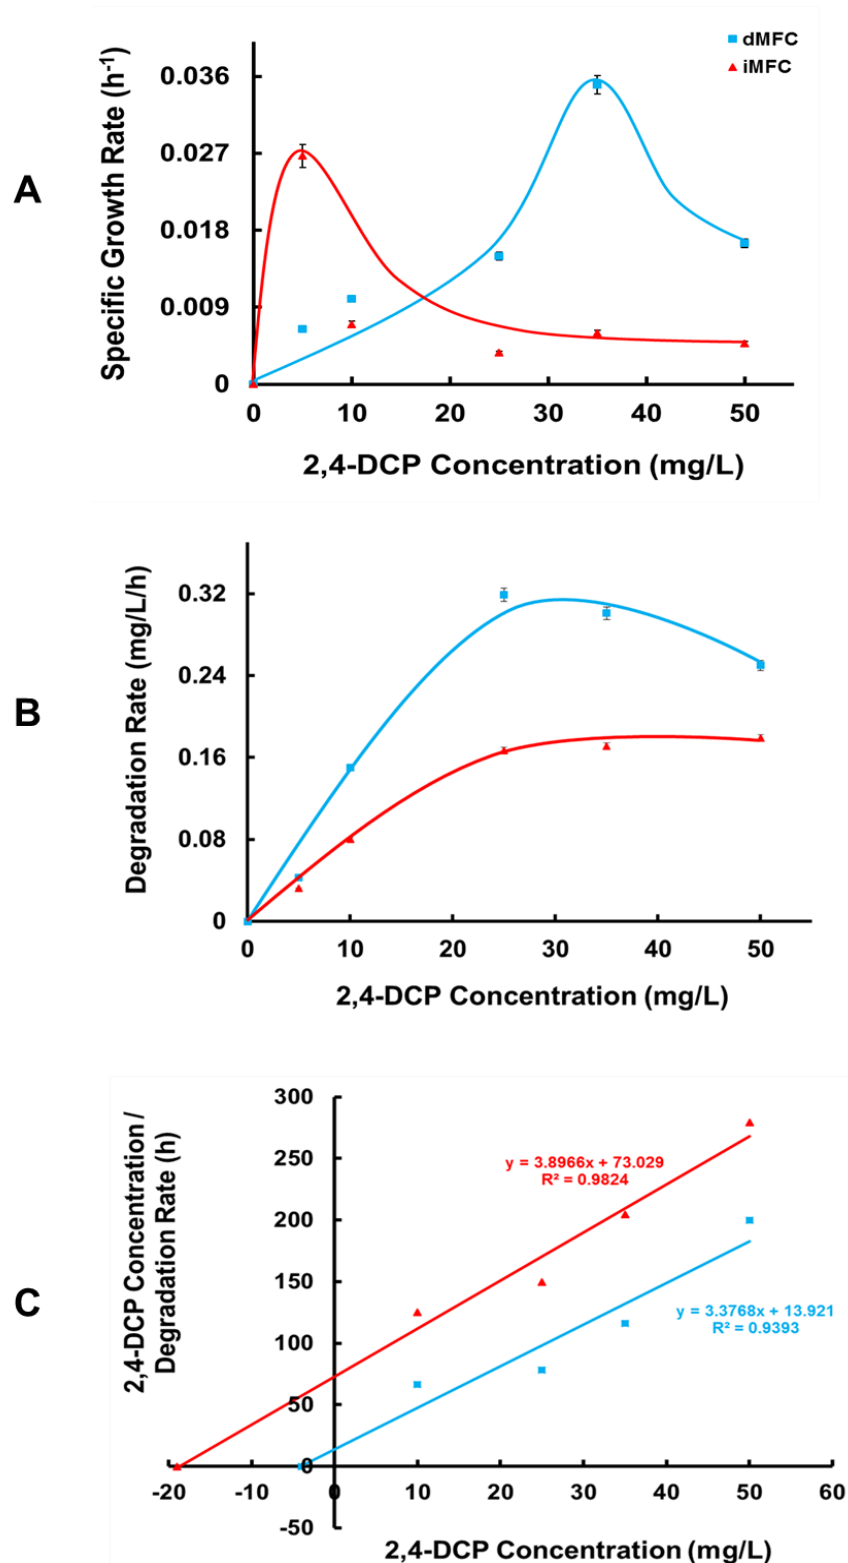 A
Specific Growth Rate (h⁻¹)
dMFC
iMFC
0.036
0.027
0.018
0.009
0
0 10 20 30 40 50
2,4-DCP Concentration (mg/L)
B
Degradation Rate (mg/L/h)
0.32
0.24
0.16
0.08
0
0 10 20 30 40 50
2,4-DCP Concentration (mg/L)
C
2,4-DCP Concentration /
Degradation Rate (h)
300
250
200
150
100
50
0
-50
y = 3.8966x + 73.029
R² = 0.9824
y = 3.3768x + 13.921
R² = 0.9393
-20 -10 0 10 20 30 40 50 60
2,4-DCP Concentration (mg/L)